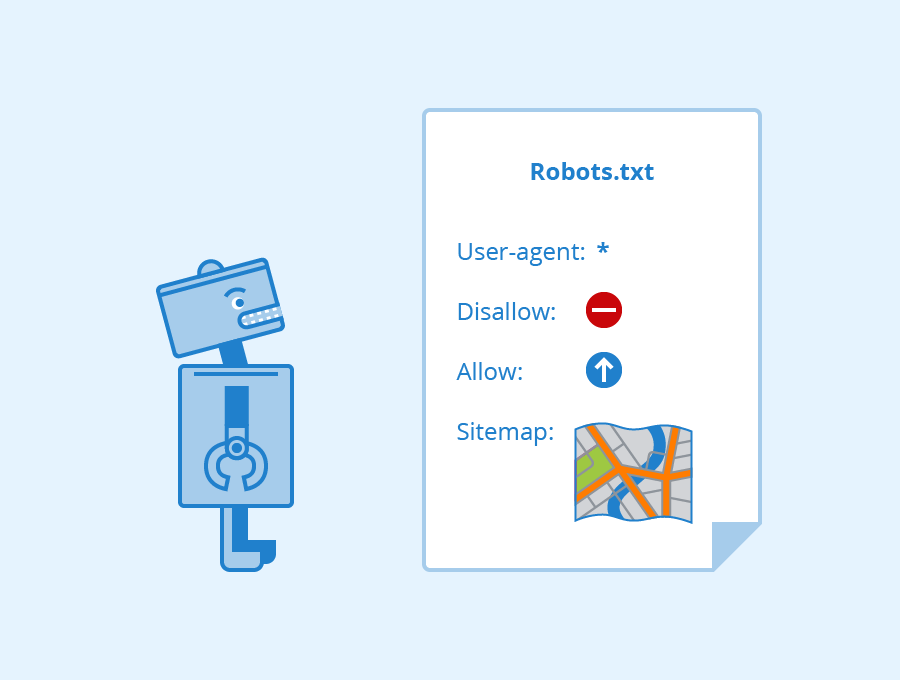 Robots.txt
User-agent: *
Disallow:
Allow:
Sitemap: